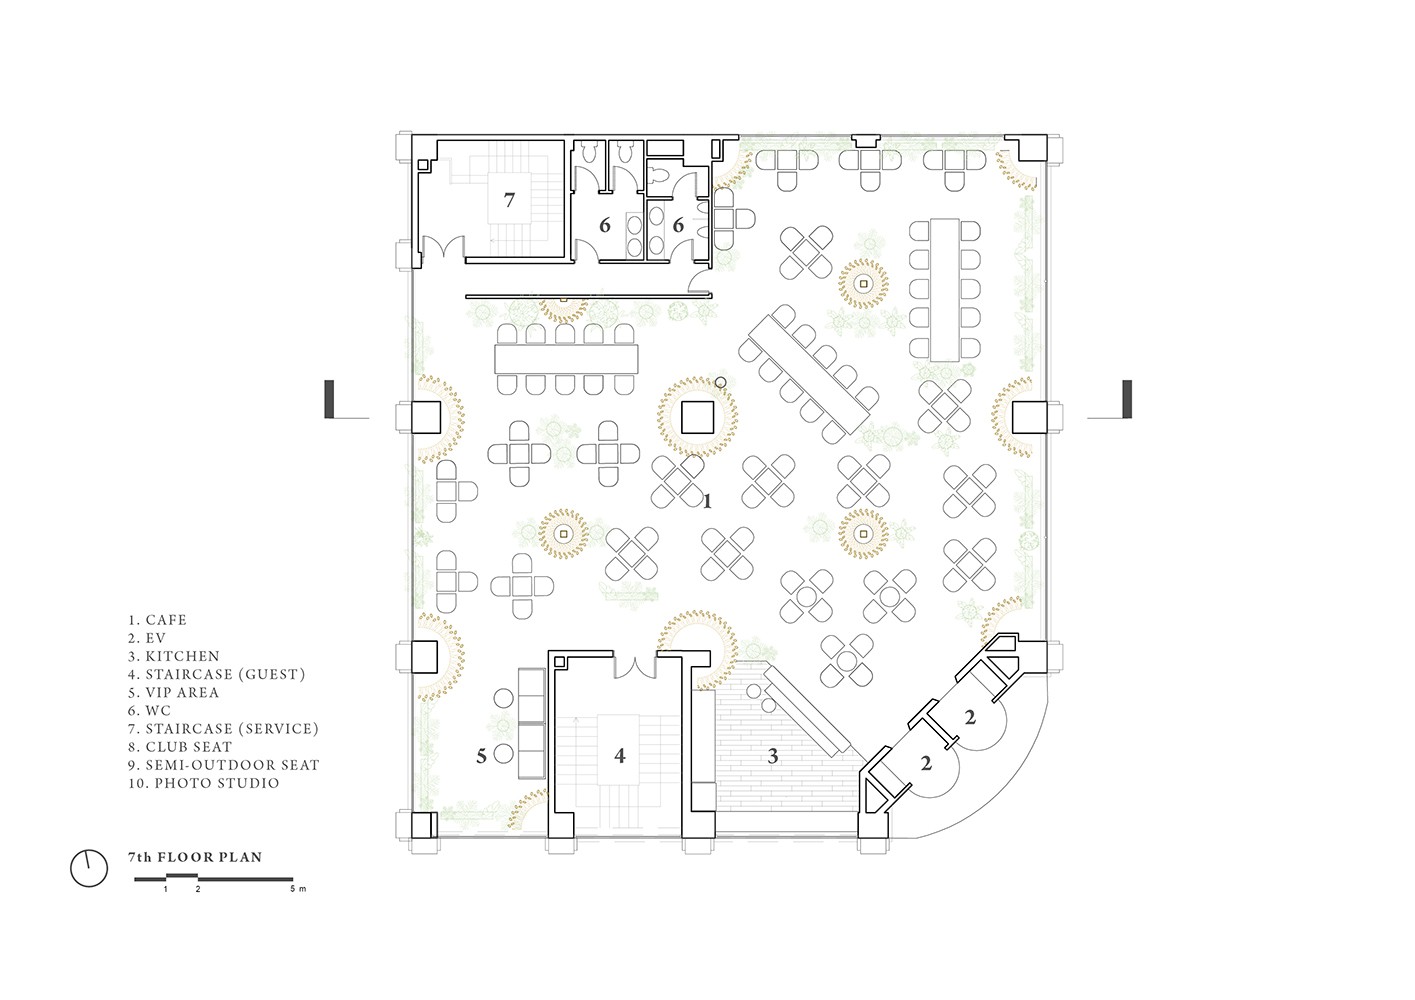 7
6
6
1
2
2
5
4
3
1. CAFE
2. EV
3. KITCHEN
4. STAIRCASE (GUEST)
5. VIP AREA
6. WC
7. STAIRCASE (SERVICE)
8. CLUB SEAT
9. SEMI-OUTDOOR SEAT
10. PHOTO STUDIO
7th FLOOR PLAN
1 2 5 m